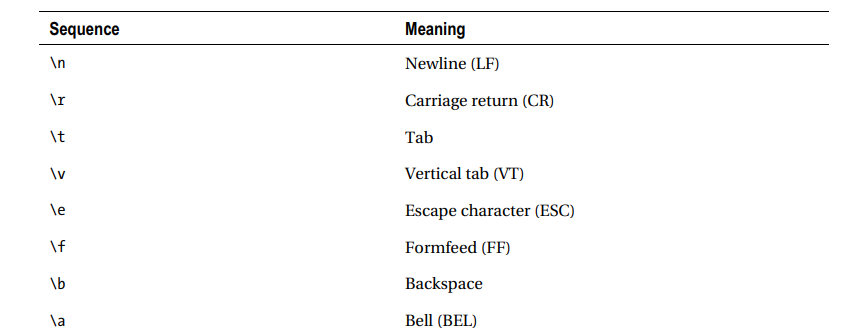 Sequence Meaning
\n Newline (LF)
\r Carriage return (CR)
\t Tab
\v Vertical tab (VT)
\e Escape character (ESC)
\f Formfeed (FF)
\b Backspace
\a Bell (BEL)